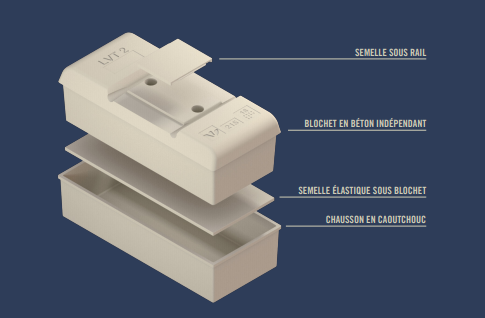 LVT 2
SEMELLE SOUS RAIL
BLOCHET EN BÉTON INDÉPENDANT
SEMELLE ÉLASTIQUE SOUS BLOCHET
CHAUSSON EN CAOUTCHOUC